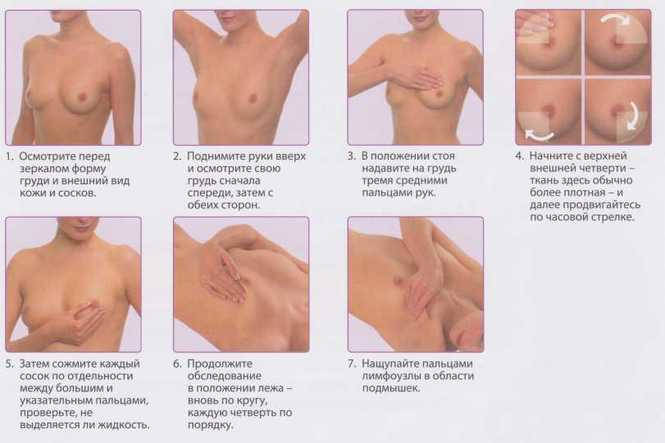 1. Осмотрите перед
зеркалом форму
груди и внешний вид
кожи и сосков.
2. Поднимите руки вверх
и осмотрите свою
грудь сначала
спереди, затем с
обеих сторон.
3. В положении стоя
надавите на грудь
тремя средними
пальцами рук.
4. Начните с верхней
внешней четверти –
ткань здесь обычно
более плотная – и
далее продвигайтесь
по часовой стрелке.
5. Затем сожмите каждый
сосок по отдельности
между большим и
указательным пальцами,
проверьте, не
выделяется ли жидкость.
6. Продолжите
обследование
в положении лежа –
вновь по кругу,
каждую четверть по
порядку.
7. Нащупайте пальцами
лимфоузлы в области
подмышек.